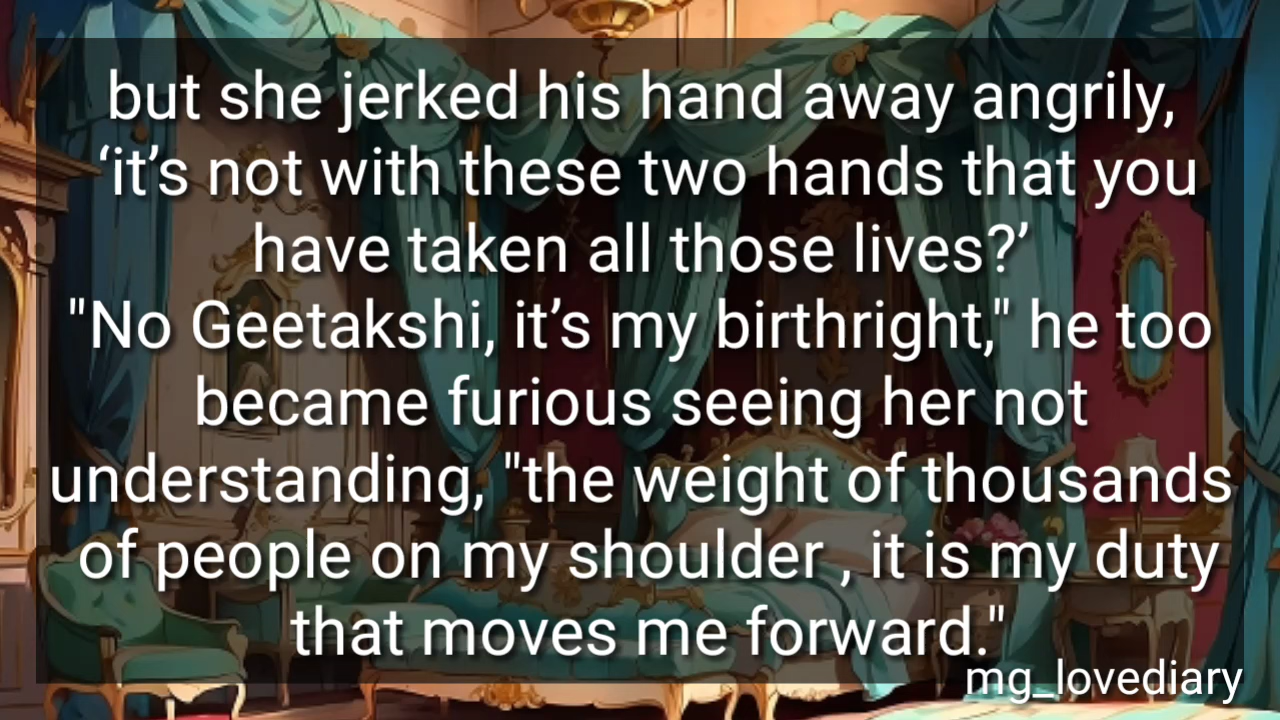 but she jerked his hand away angrily,
‘it’s not with these two hands that you
have taken all those lives?’
"No Geetakshi, it’s my birthright," he too
became furious seeing her not
understanding, "the weight of thousands
of people on my shoulder , it is my duty
that moves me forward."
mg_lovediary